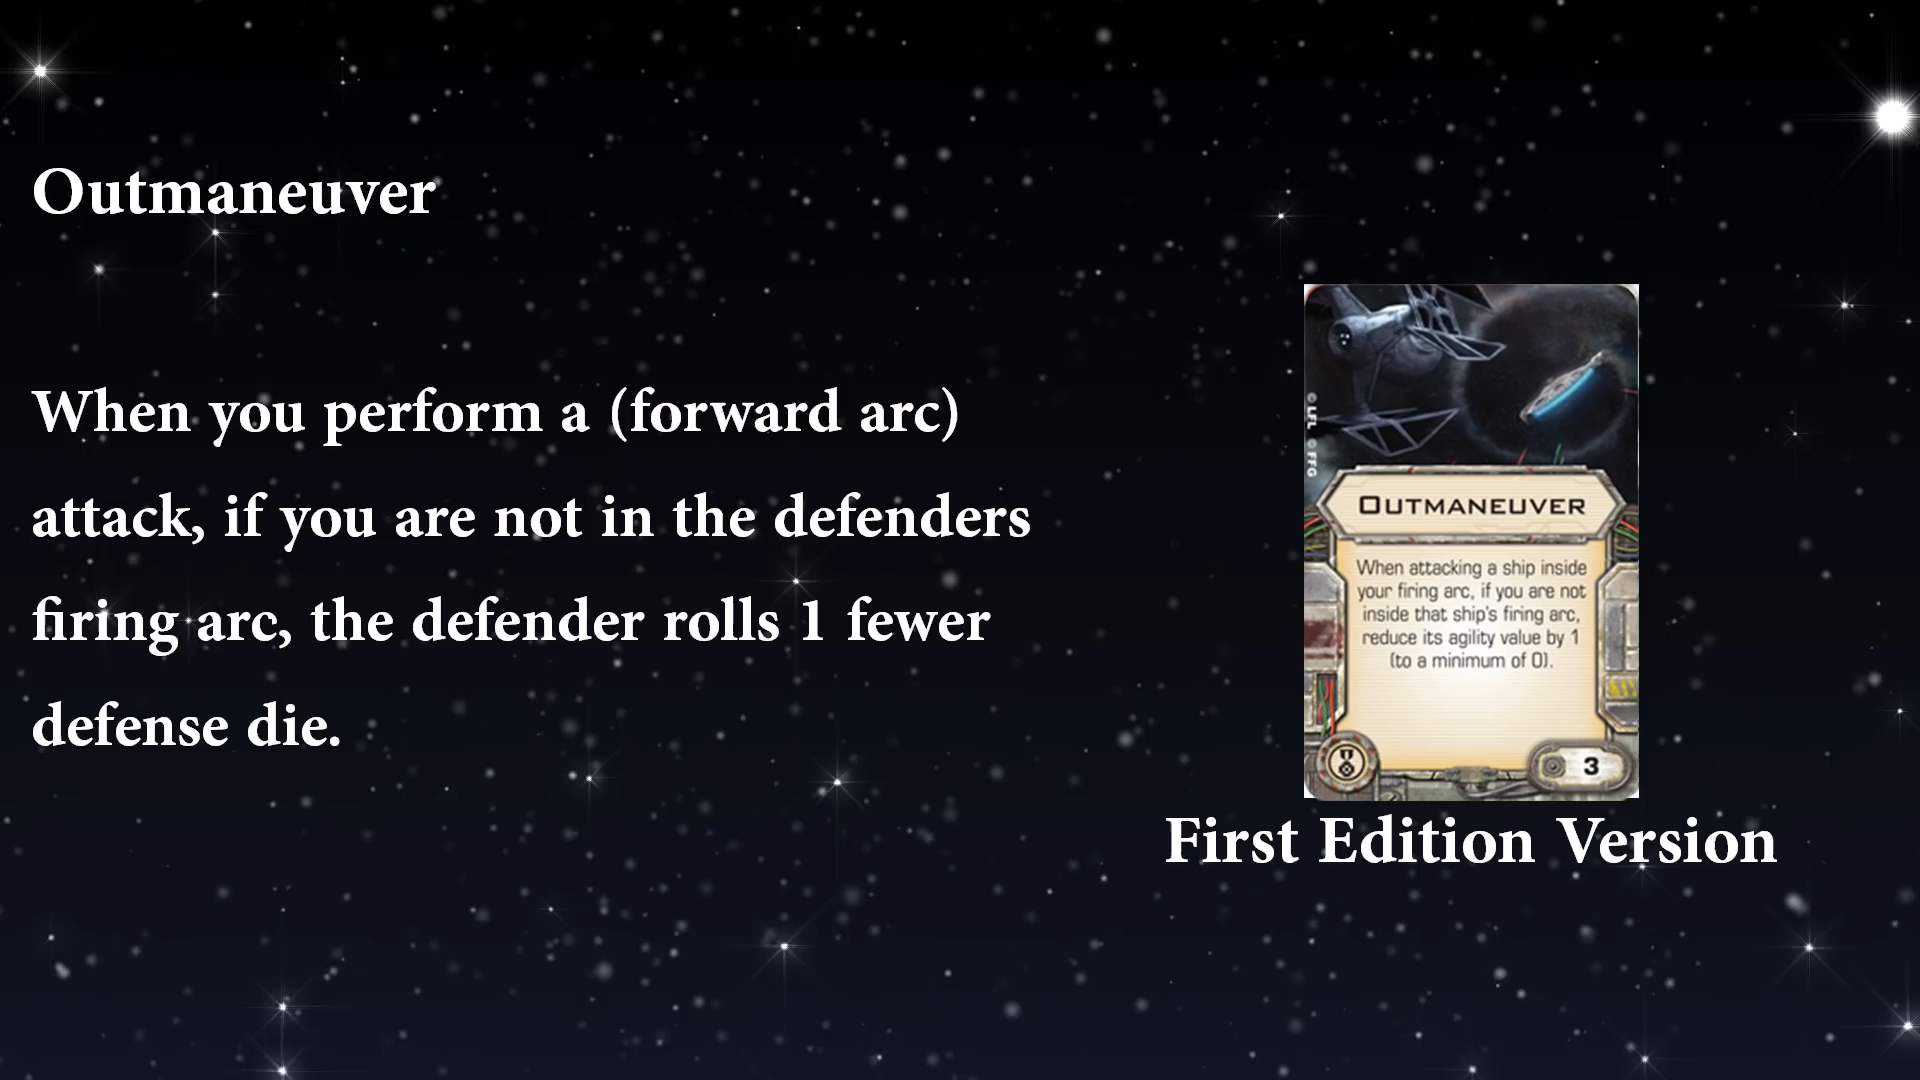 Outmaneuver
When you perform a (forward arc)
attack, if you are not in the defenders
firing arc, the defender rolls 1 fewer
defense die.
© LFL © FFG
OUTMANEUVER
When attacking a ship inside
your firing arc, if you are not
inside that ship's firing arc,
reduce its agility value by 1
(to a minimum of 0).
3
First Edition Version